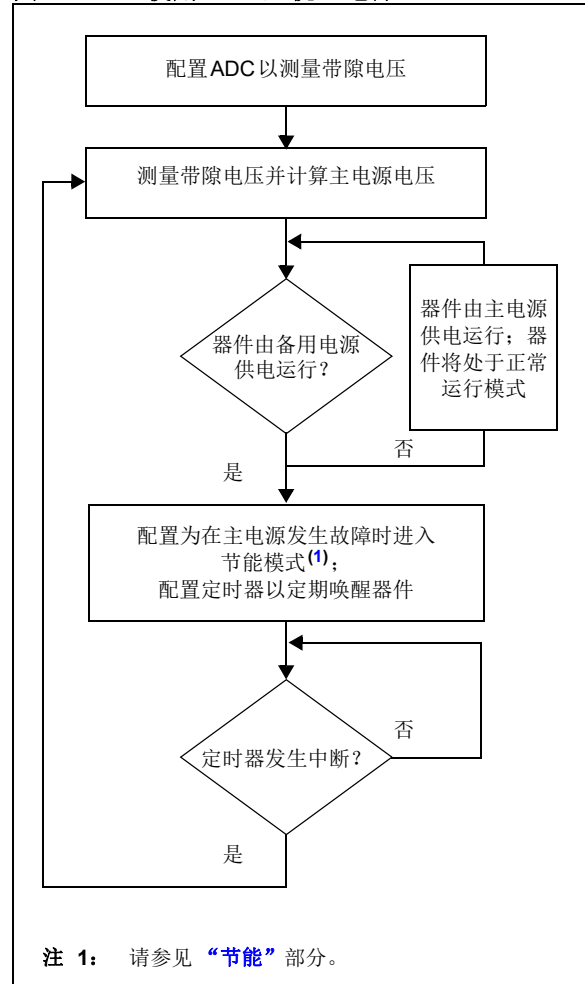 配置ADC以测量带隙电压
测量带隙电压并计算主电源电压
器件由备用电源
供电运行？
器件由主电源
供电运行；器
件将处于正常
运行模式
否
是
配置为在主电源发生故障时进入
节能模式(1)；
配置定时器以定期唤醒器件
定时器发生中断？
否
是
注 1： 请参见 “节能” 部分。